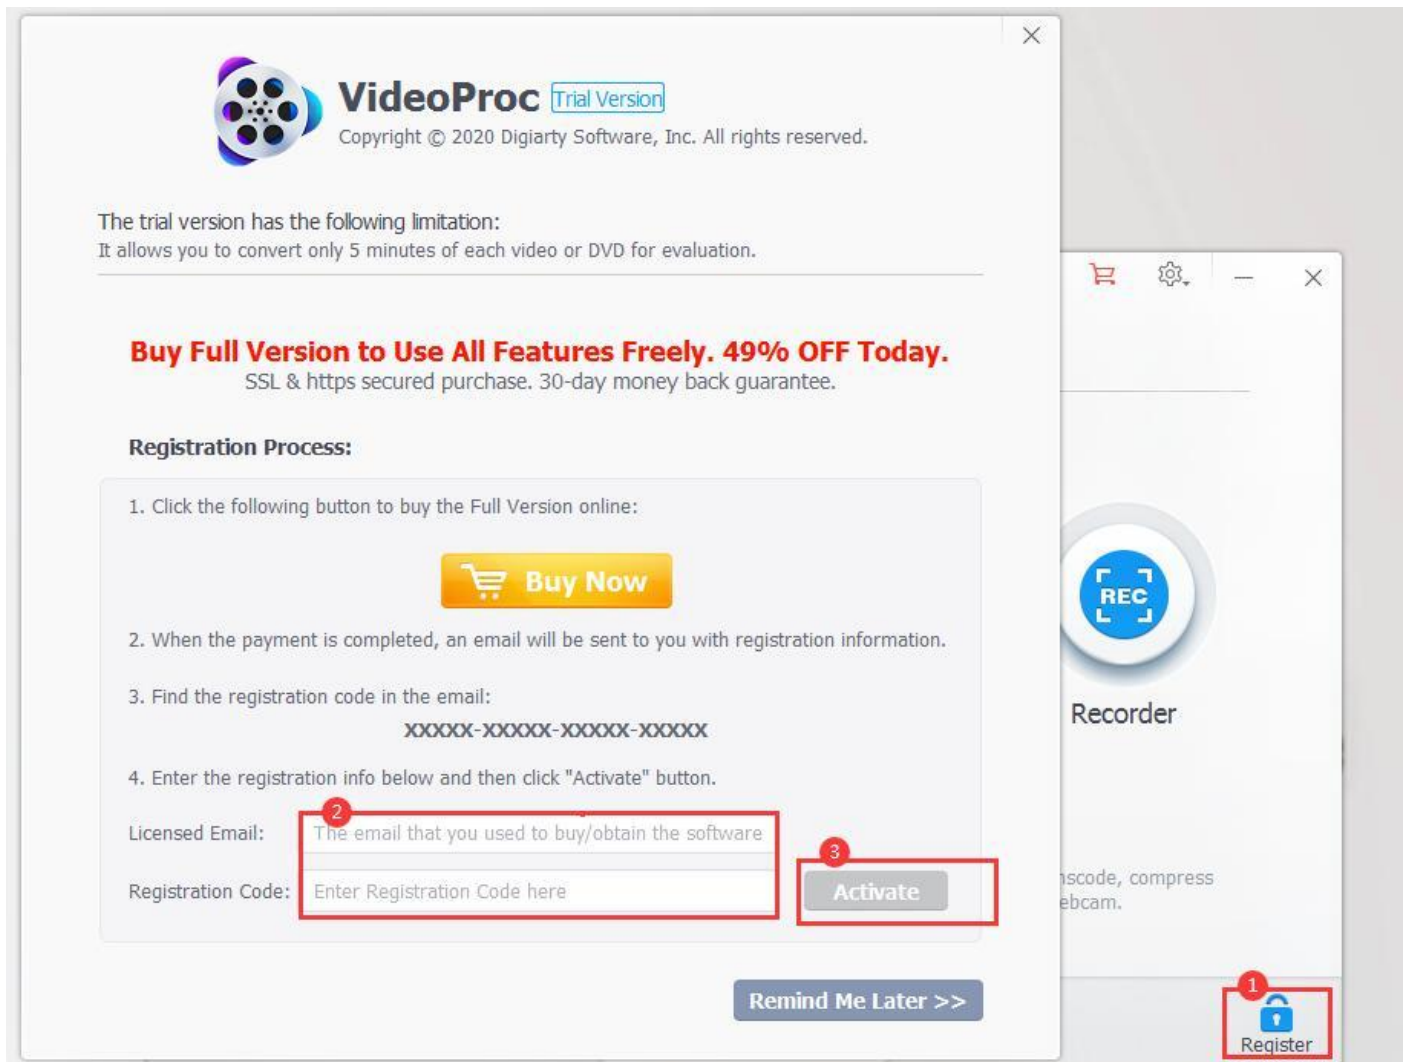 VideoProc Trial Version
Copyright © 2020 Digiarty Software, Inc. All rights reserved.
The trial version has the following limitation:
It allows you to convert only 5 minutes of each video or DVD for evaluation.
Buy Full Version to Use All Features Freely. 49% OFF Today.
SSL & https secured purchase. 30-day money back guarantee.
Registration Process:
1. Click the following button to buy the Full Version online:
Buy Now
2. When the payment is completed, an email will be sent to you with registration information.
3. Find the registration code in the email:
XXXXX-XXXXX-XXXXX-XXXXX
4. Enter the registration info below and then click "Activate" button.
2
Licensed Email: The email that you used to buy/obtain the software
3
Registration Code: Enter Registration Code here
Activate
Remind Me Later >>
REC
Recorder
compress
1
Register